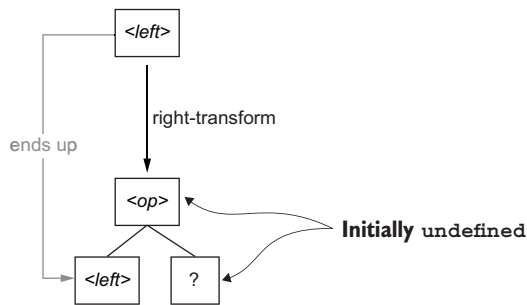 <left>
right-transform
ends up
<op>
Initially undefined
<left>
?